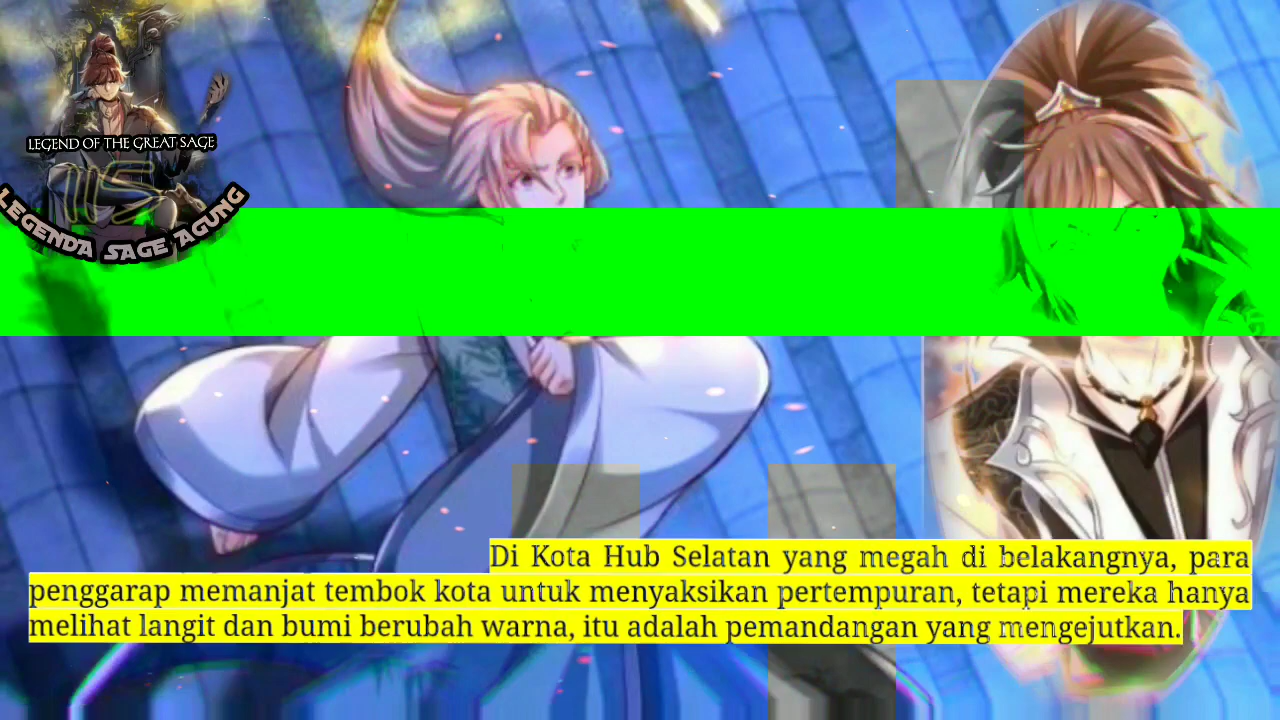 LEGEND OF THE GREAT SAGE
LEGENDA SAGE AGUNG
Di Kota Hub Selatan yang megah di belakangnya, para
penggarap memanjat tembok kota untuk menyaksikan pertempuran, tetapi mereka hanya
melihat langit dan bumi berubah warna, itu adalah pemandangan yang mengejutkan.